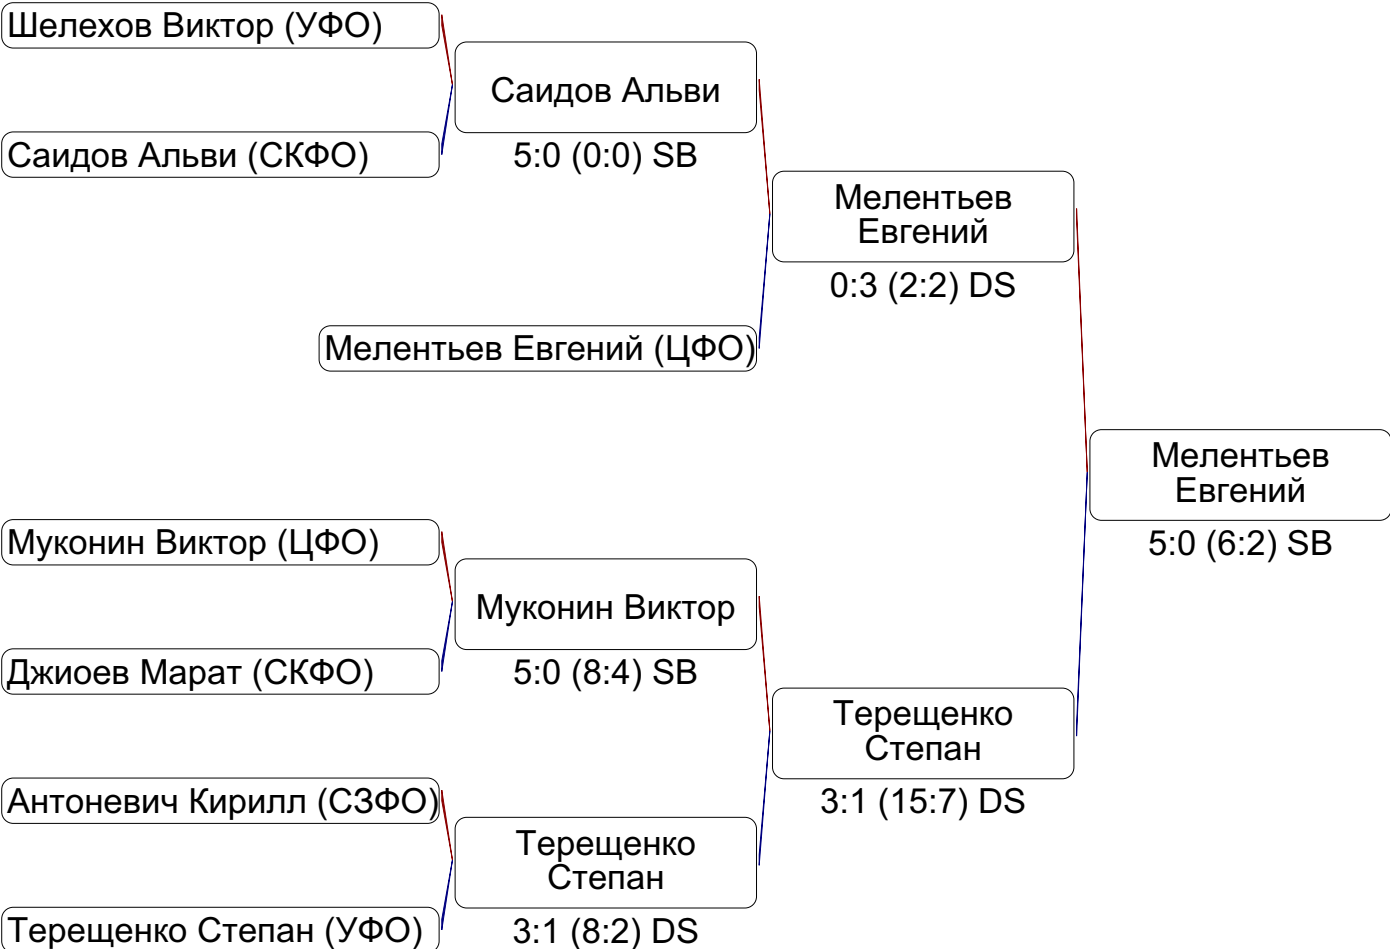 Шелехов Виктор (УФО)
Саидов Альви
Саидов Альви (СКФО)
5:0 (0:0) SB
Мелентьев
Евгений
0:3 (2:2) DS
Мелентьев Евгений (ЦФО)
Мелентьев
Евгений
5:0 (6:2) SB
Муконин Виктор (ЦФО)
Муконин Виктор
Джиоев Марат (СКФО)
5:0 (8:4) SB
Терещенко
Степан
3:1 (15:7) DS
Антоневич Кирилл (СЗФО)
Терещенко
Степан
Терещенко Степан (УФО)
3:1 (8:2) DS